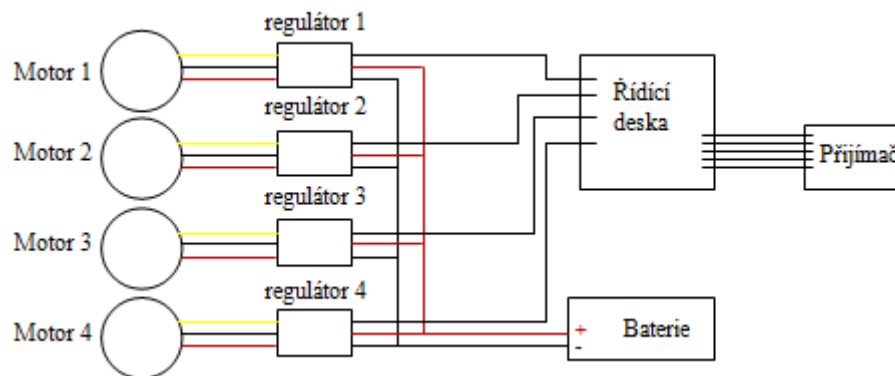 regulátor 1
Motor 1
Řídící
deska
regulátor 2
Motor 2
Přijímač
regulátor 3
Motor 3
regulátor 4
Motor 4
+
-
Baterie